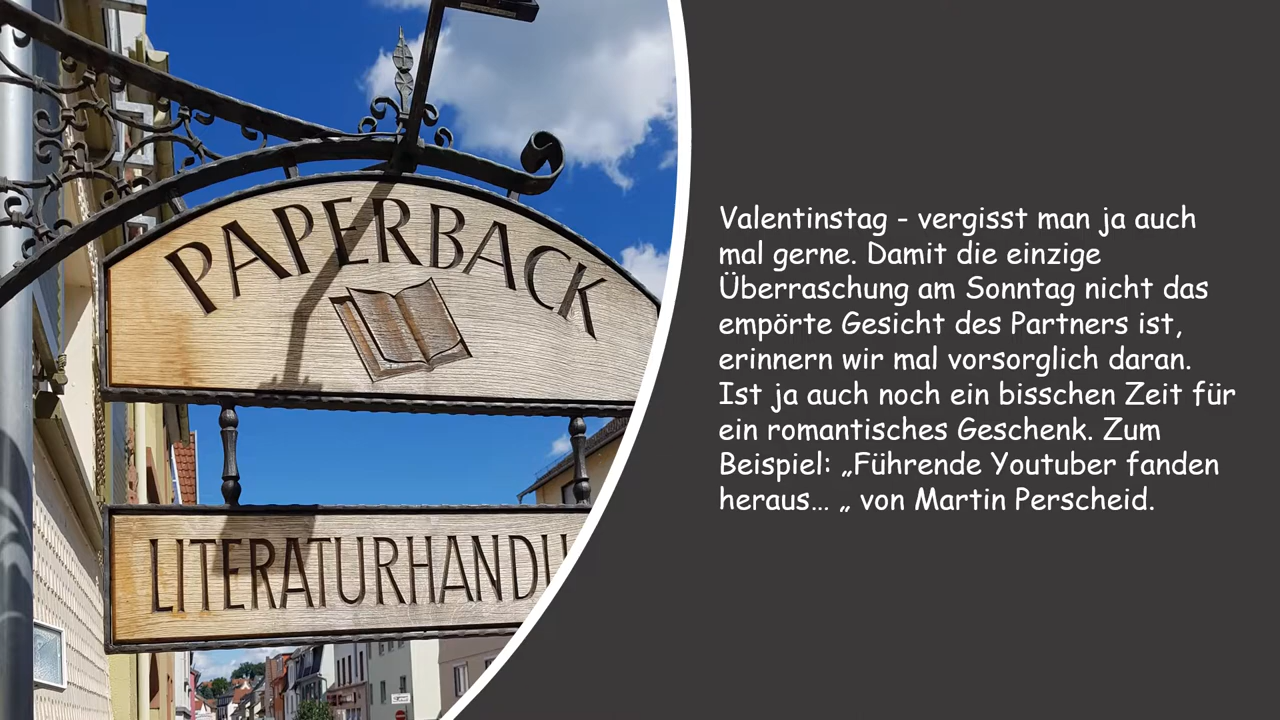 PAPERBACK
LITERATURHANDLU
Valentinstag - vergisst man ja auch
mal gerne. Damit die einzige
Überraschung am Sonntag nicht das
empörte Gesicht des Partners ist,
erinnern wir mal vorsorglich daran.
Ist ja auch noch ein bisschen Zeit für
ein romantisches Geschenk. Zum
Beispiel: „Führende Youtuber fanden
heraus… „ von Martin Perscheid.